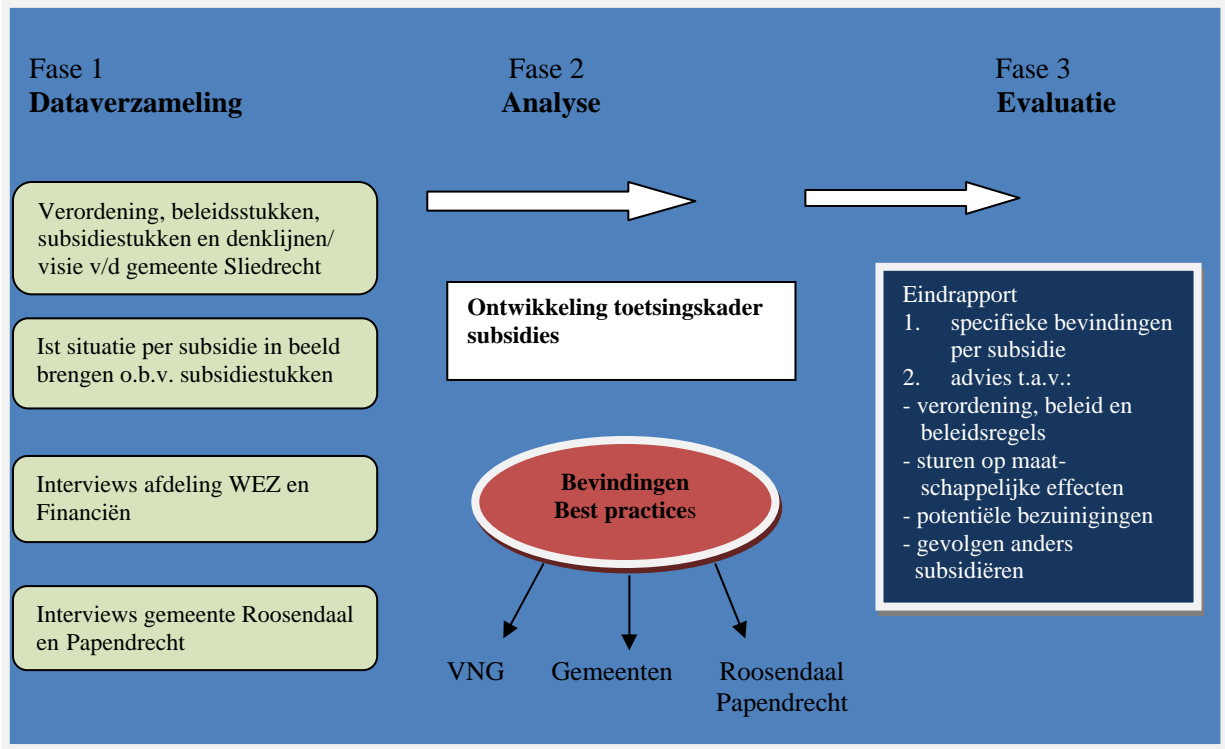 Fase 1
Dataverzameling
Fase 2
Analyse
Fase 3
Evaluatie
Verordening, beleidsstukken,
subsidiestukken en denklijnen/
visie v/d gemeente Sliedrecht
Ist situatie per subsidie in beeld
brengen o.b.v. subsidiestukken
Interviews afdeling WEZ en
Financiën
Interviews gemeente Roosendaal
en Papendrecht
Ontwikkeling toetsingskader
subsidies
Bevindingen
Best practices
VNG
Gemeenten
Roosendaal
Papendrecht
Eindrapport
1. specifieke bevindingen
per subsidie
2. advies t.a.v.:
- verordening, beleid en
beleidsregels
- sturen op maat-
schappelijke effecten
- potentiële bezuinigingen
- gevolgen anders
subsidiëren